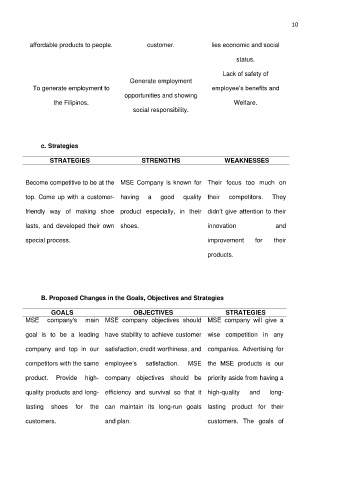 10
affordable products to people. customer. lies economic and social
status.
To generate employment to
the Filipinos.
Generate employment
opportunities and showing
social responsibility.
Lack of safety of
employee's benefits and
Welfare.
c. Strategies
STRATEGIES STRENGTHS WEAKNESSES
Become competitive to be at the
top. Come up with a customer-
friendly way of making shoe
lasts, and developed their own
special process.
MSE Company is known for
having a good quality
product especially, in their
shoes.
Their focus too much on
their competitors. They
didn't give attention to their
innovation and
improvement for their
products.
B. Proposed Changes in the Goals, Objectives and Strategies
GOALS OBJECTIVES STRATEGIES
MSE company's main
goal is to be a leading
company and top in our
competitors with the same
product. Provide high-
quality products and long-
lasting shoes for the
customers.
MSE company objectives should
have stability to achieve customer
satisfaction, credit worthiness, and
employee's satisfaction. MSE
company objectives should be
efficiency and survival so that it
can maintain its long-run goals
and plan.
MSE company will give a
wise competition in any
companies. Advertising for
the MSE products is our
priority aside from having a
high-quality and long-
lasting product for their
customers. The goals of